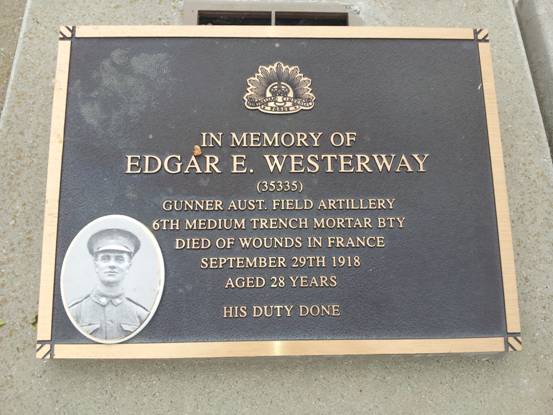 IN MEMORY OF
EDGAR E. WESTERWAY
(35335)
GUNNER AUST. FIELD ARTILLERY
6TH MEDIUM TRENCH MORTAR BTY
DIED OF WOUNDS IN FRANCE
SEPTEMBER 29TH 1918
AGED 28 YEARS
HIS DUTY DONE